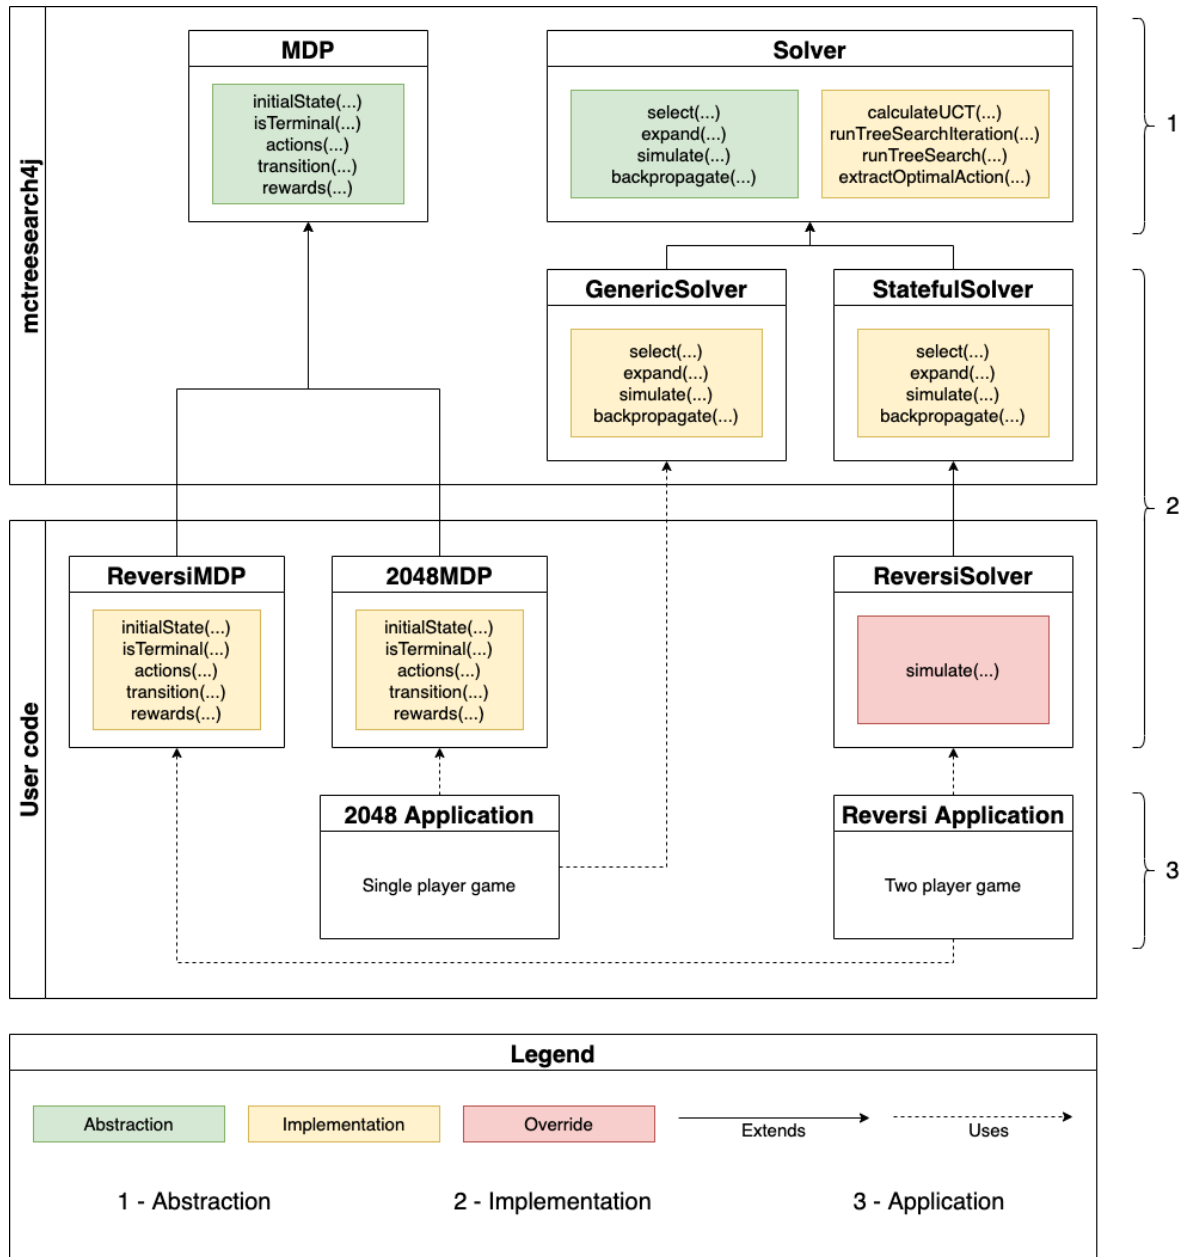 mctreesearch4j
MDP
initialState(...)
isTerminal(...)
actions(...)
transition(...)
rewards(...)
Solver
select(...)
expand(...)
simulate(...)
backpropagate(...)
calculateUCT(...)
runTreeSearchIteration(...)
runTreeSearch(...)
extractOptimalAction(...)
1
GenericSolver
select(...)
expand(...)
simulate(...)
backpropagate(...)
StatefulSolver
select(...)
expand(...)
simulate(...)
backpropagate(...)
2
User code
ReversiMDP
initialState(...)
isTerminal(...)
actions(...)
transition(...)
rewards(...)
2048MDP
initialState(...)
isTerminal(...)
actions(...)
transition(...)
rewards(...)
ReversiSolver
simulate(...)
2048 Application
Single player game
Reversi Application
Two player game
3
Legend
Abstraction
Implementation
Override
Extends
Uses
1 - Abstraction
2 - Implementation
3 - Application